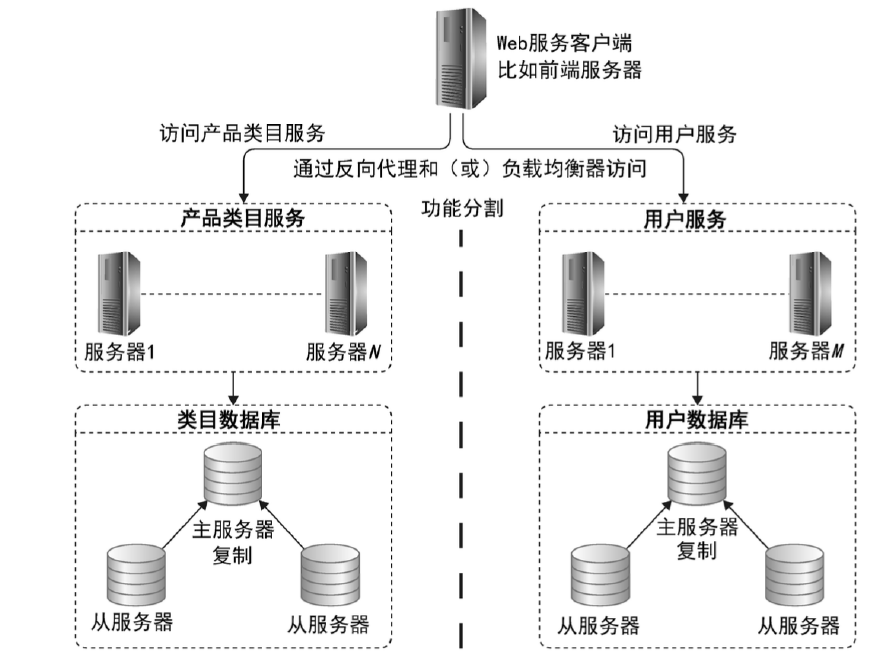 Web服务客户端
比如前端服务器
访问产品类目服务
访问用户服务
通过反向代理和（或）负载均衡器访问
功能分割
产品类目服务
服务器1
服务器N
用户服务
服务器1
服务器M
类目数据库
主服务器
复制
从服务器
从服务器
用户数据库
主服务器
复制
从服务器
从服务器